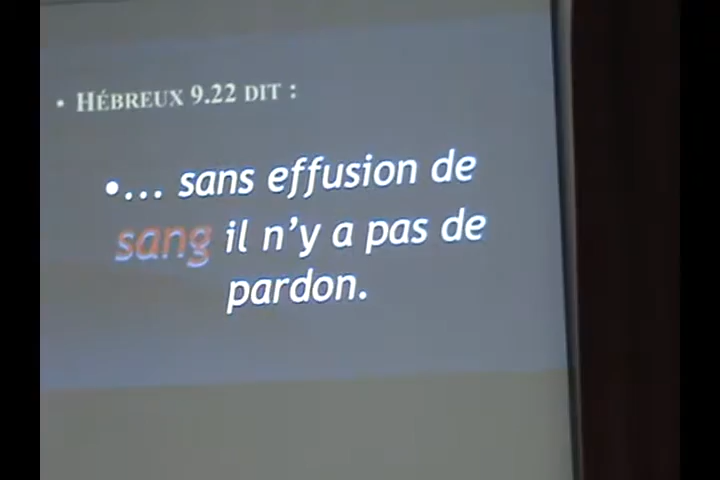 • HÉBREUX 9.22 DIT :
•... sans effusion de
sang il n'y a pas de
pardon.